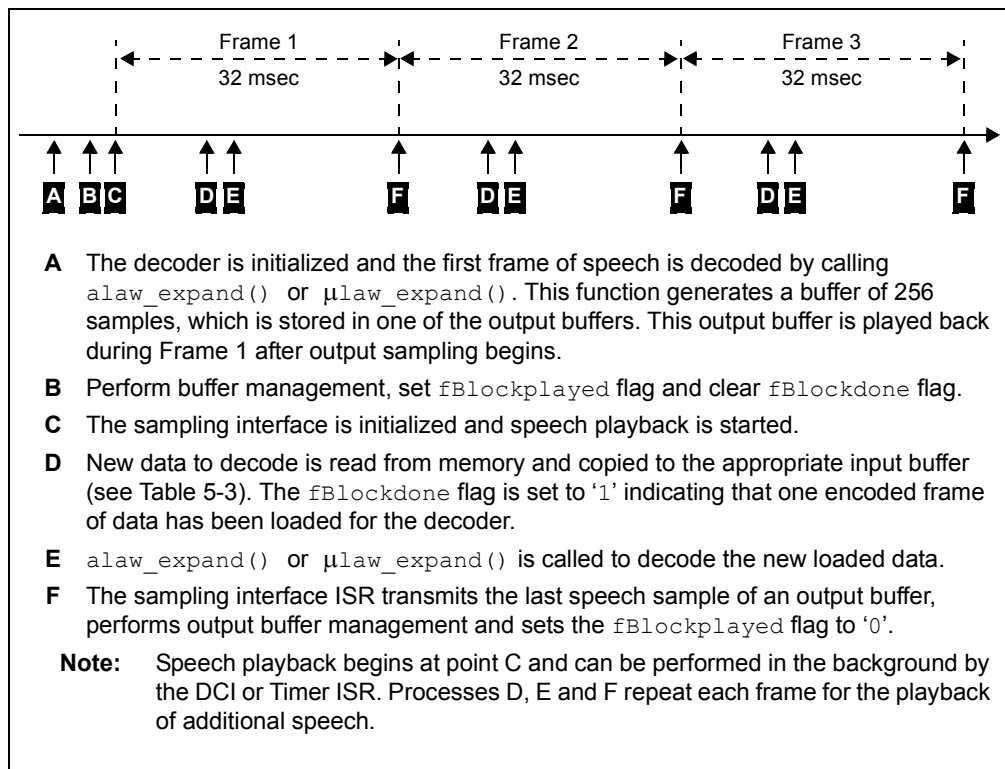 Frame 1 Frame 2 Frame 3
32 msec 32 msec 32 msec
A B C D E F D E F D E F
A The decoder is initialized and the first frame of speech is decoded by calling
alaw_expand() or µlaw_expand(). This function generates a buffer of 256
samples, which is stored in one of the output buffers. This output buffer is played back
during Frame 1 after output sampling begins.
B Perform buffer management, set fBlockplayed flag and clear fBlockdone flag.
C The sampling interface is initialized and speech playback is started.
D New data to decode is read from memory and copied to the appropriate input buffer
(see Table 5-3). The fBlockdone flag is set to ‘1’ indicating that one encoded frame
of data has been loaded for the decoder.
E alaw_expand() or µlaw_expand() is called to decode the new loaded data.
F The sampling interface ISR transmits the last speech sample of an output buffer,
performs output buffer management and sets the fBlockplayed flag to ‘0’.
Note: Speech playback begins at point C and can be performed in the background by
the DCI or Timer ISR. Processes D, E and F repeat each frame for the playback
of additional speech.